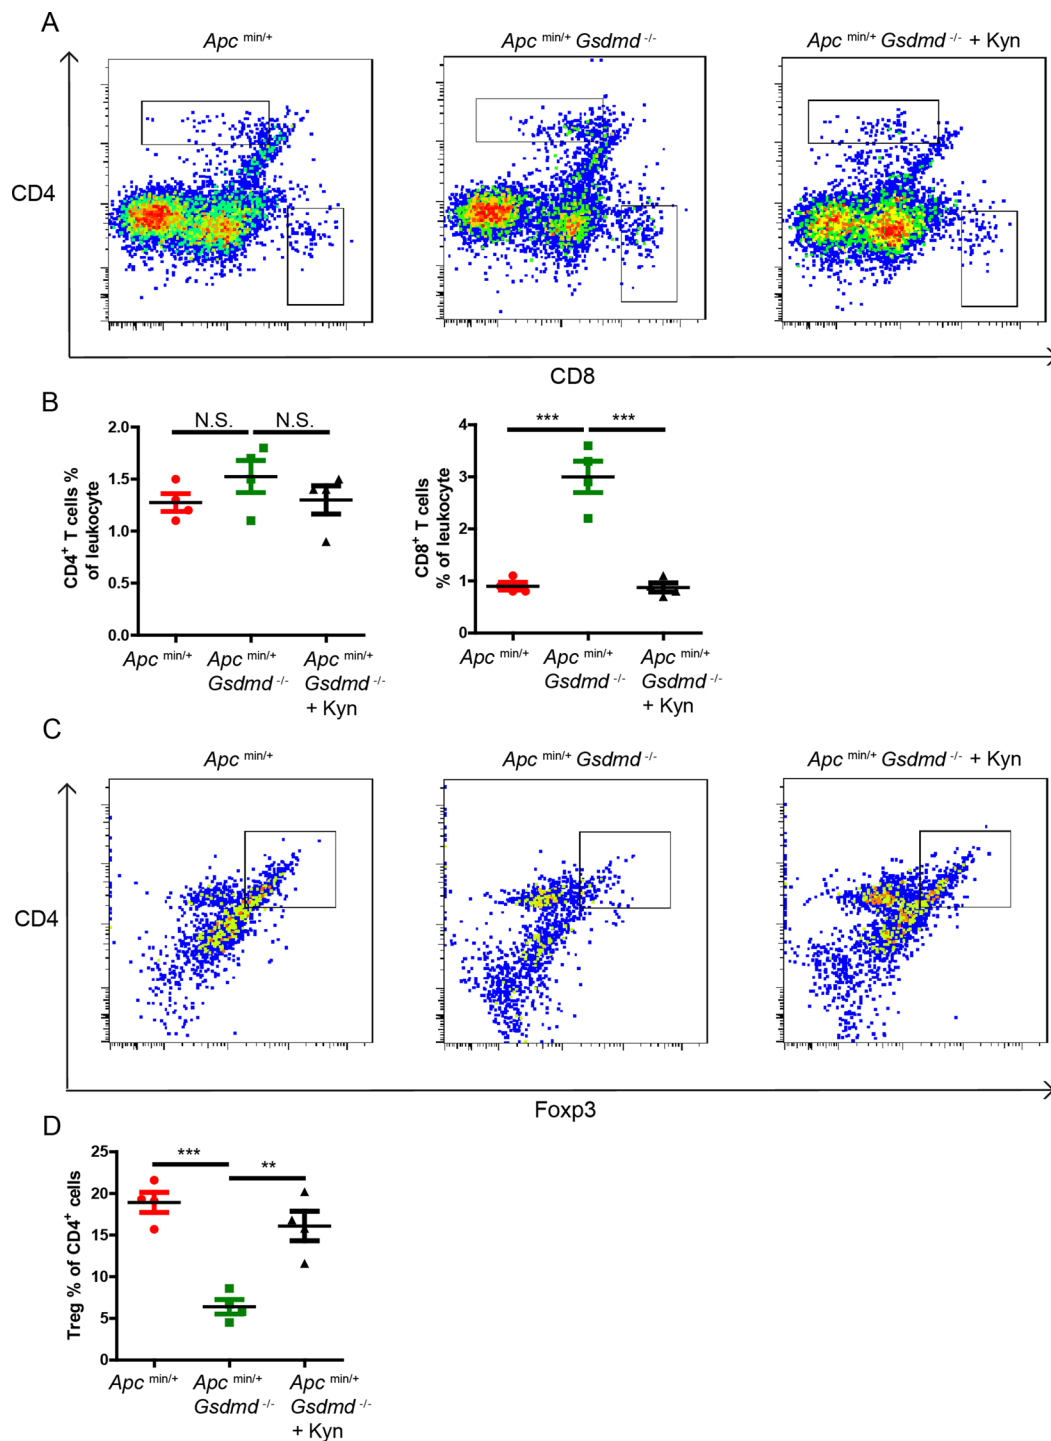 A
Apc min/+
Apc min/+ Gsdmd -/-
Apc min/+ Gsdmd -/- + Kyn
CD4
CD8
B
N.S.
N.S.
CD4+ T cells %
of leukocyte
2.0
1.5
1.0
0.5
0.0
Apc min/+
Apc min/+
Gsdmd -/-
Apc min/+
Gsdmd -/-
+ Kyn
***
***
CD8+ T cells
% of leukocyte
4
3
2
1
0
Apc min/+
Apc min/+
Gsdmd -/-
Apc min/+
Gsdmd -/-
+ Kyn
C
Apc min/+
Apc min/+ Gsdmd -/-
Apc min/+ Gsdmd -/- + Kyn
CD4
Foxp3
D
***
**
Treg % of CD4+ cells
25
20
15
10
5
0
Apc min/+
Apc min/+
Gsdmd -/-
Apc min/+
Gsdmd -/-
+ Kyn